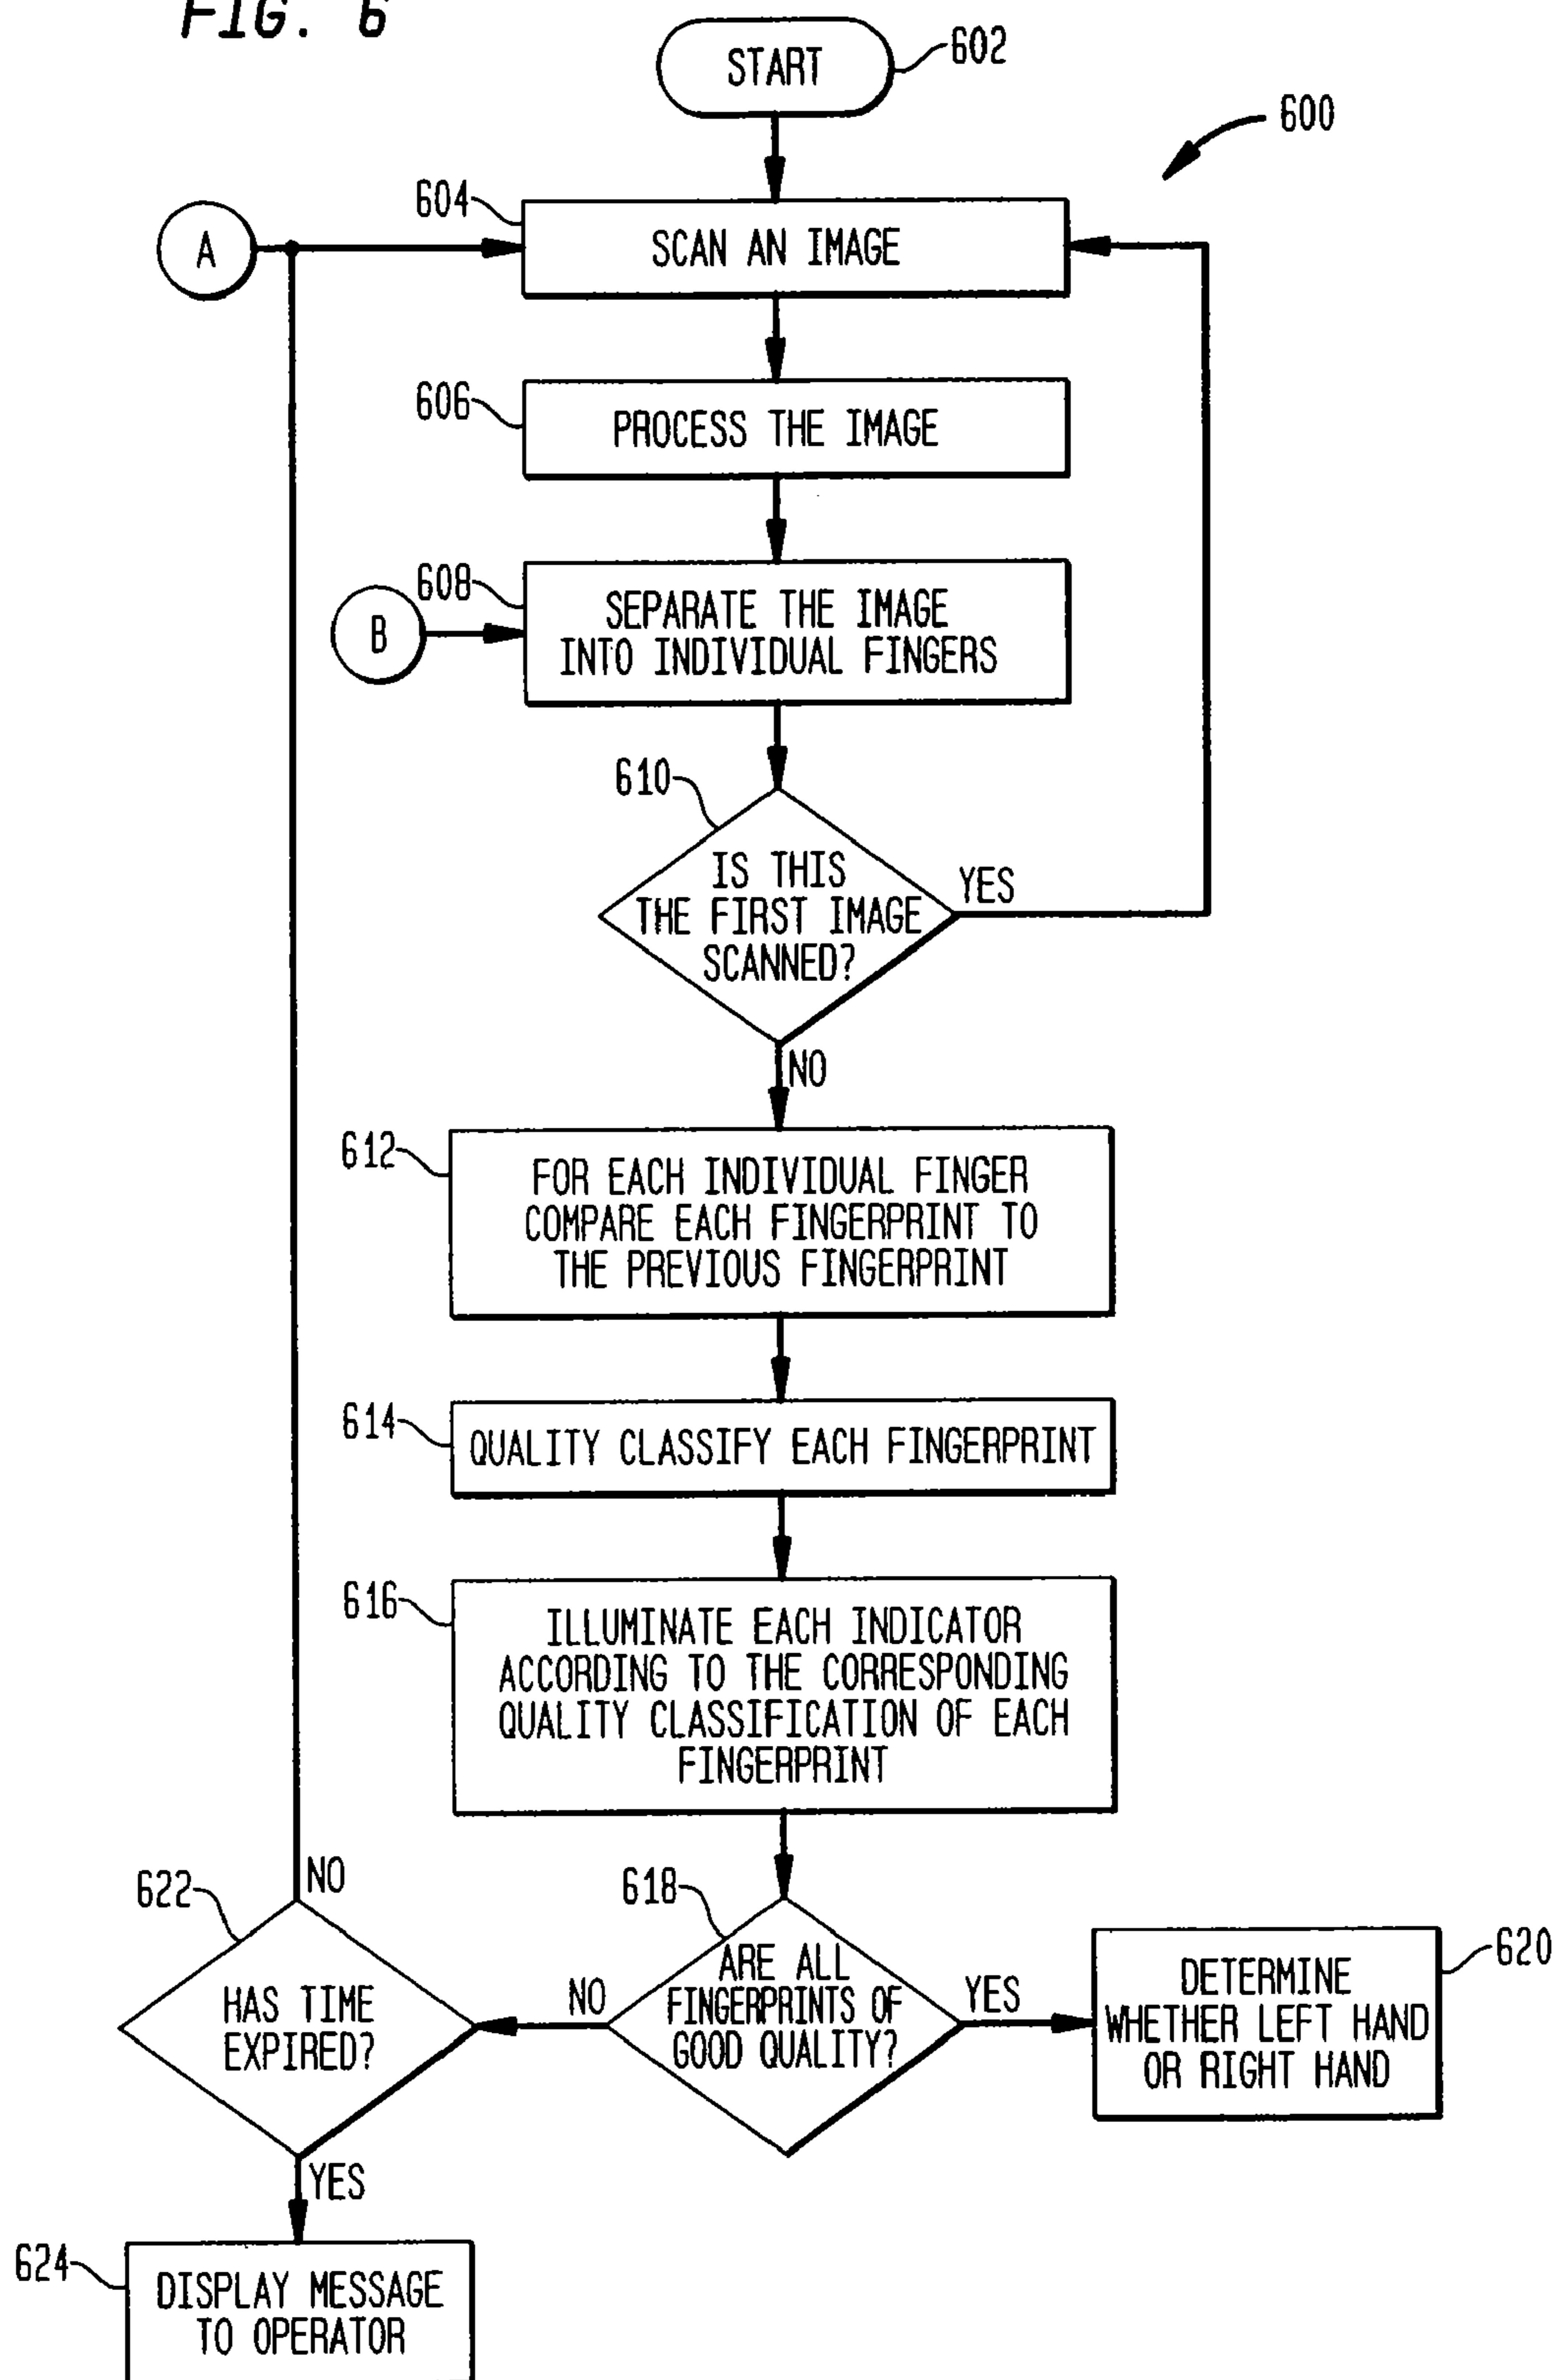 FIG. 6
START
602
600
604
SCAN AN IMAGE
A
606
PROCESS THE IMAGE
608
SEPARATE THE IMAGE
INTO INDIVIDUAL FINGERS
B
610
IS THIS
THE FIRST IMAGE
SCANNED?
YES
NO
612
FOR EACH INDIVIDUAL FINGER
COMPARE EACH FINGERPRINT TO
THE PREVIOUS FINGERPRINT
614
QUALITY CLASSIFY EACH FINGERPRINT
616
ILLUMINATE EACH INDICATOR
ACCORDING TO THE CORRESPONDING
QUALITY CLASSIFICATION OF EACH
FINGERPRINT
618
ARE ALL
FINGERPRINTS OF
GOOD QUALITY?
YES
620
DETERMINE
WHETHER LEFT HAND
OR RIGHT HAND
NO
622
HAS TIME
EXPIRED?
NO
YES
624
DISPLAY MESSAGE
TO OPERATOR